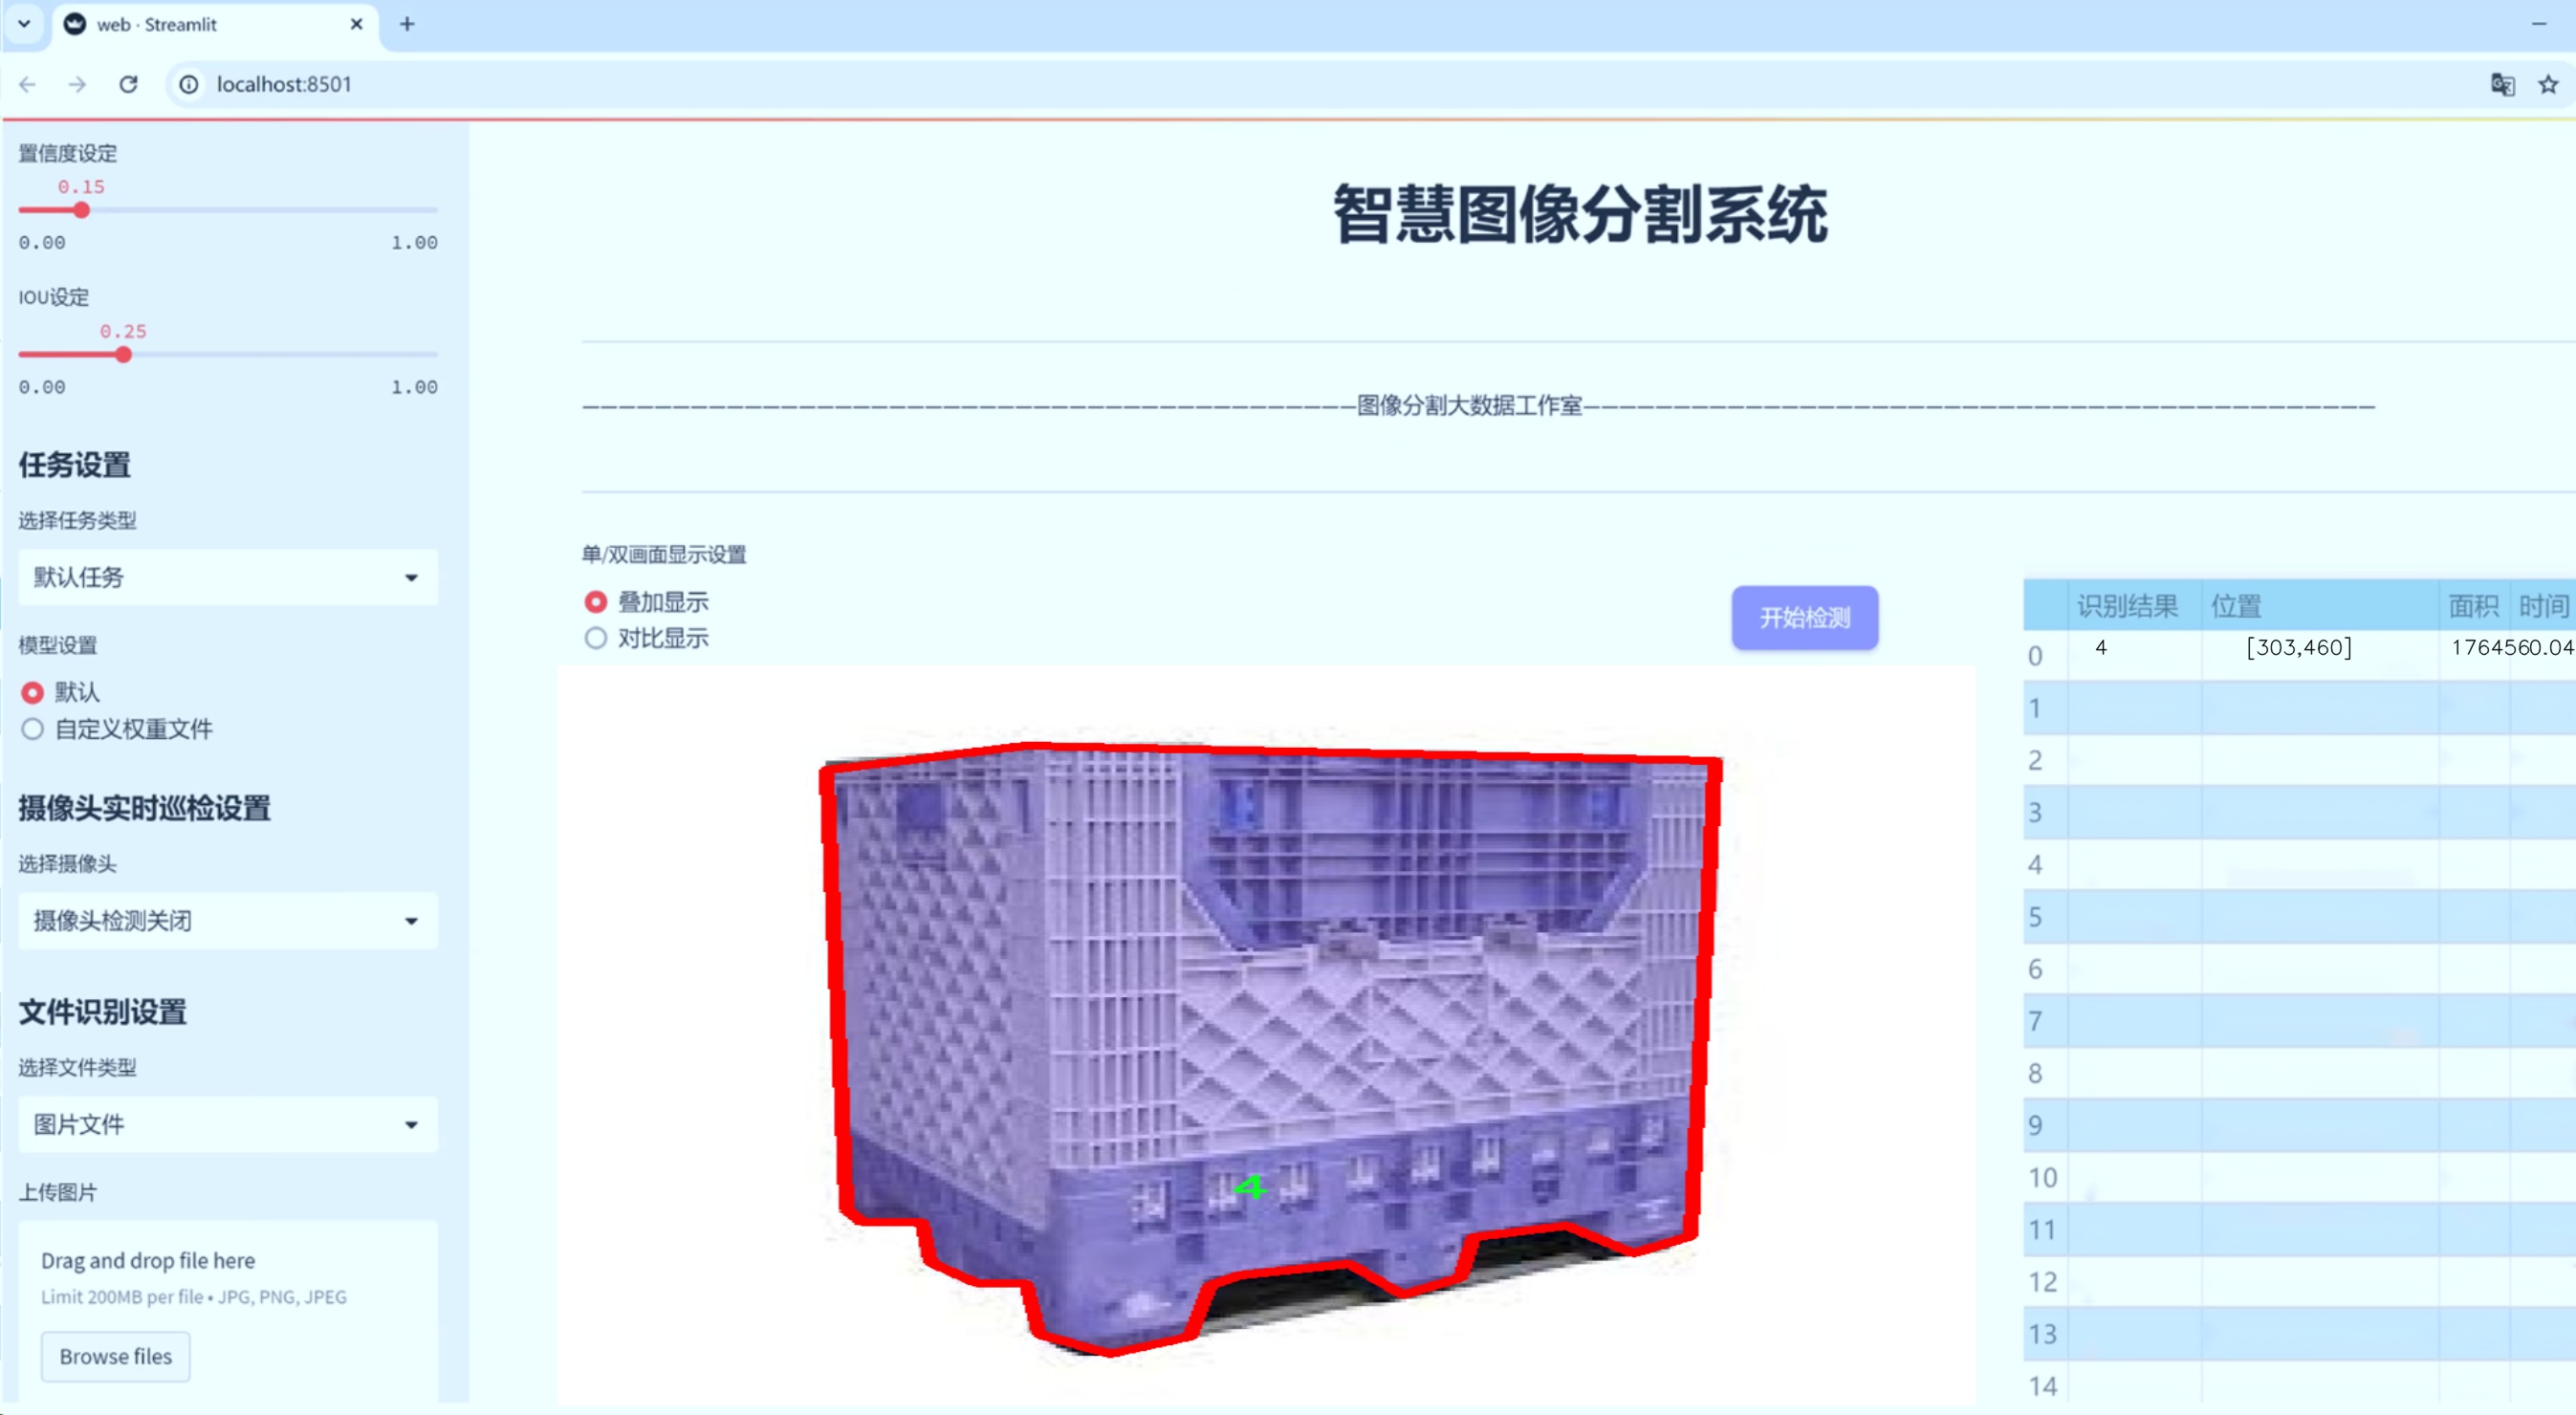 web · Streamlit
localhost:8501
置信度设定
0.15
0.00 1.00
IOU设定
0.25
0.00 1.00
任务设置
选择任务类型
默认任务
模型设置
默认
自定义权重文件
摄像头实时巡检设置
选择摄像头
摄像头检测关闭
文件识别设置
选择文件类型
图片文件
上传图片
Drag and drop file here
Limit 200MB per file • JPG, PNG, JPEG
Browse files
智慧图像分割系统
———————————————————————————————————————————图像分割大数据工作室————————————————————————————————————————————
单/双画面显示设置
叠加显示
对比显示
开始检测
4
识别结果 位置 面积 时间
0 4 [303,460] 1764560.04
1
2
3
4
5
6
7
8
9
10
11
12
13
14